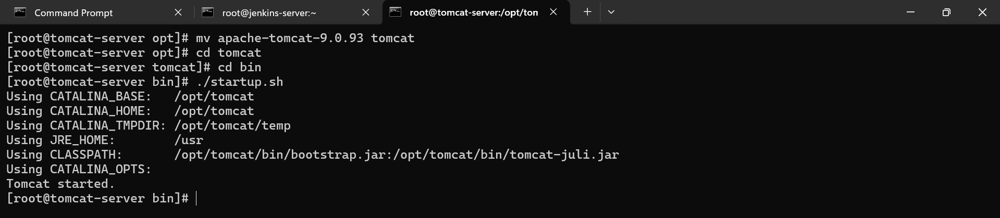 Command Prompt
root@jenkins-server:~
root@tomcat-server:/opt/ton
[root@tomcat-server opt]# mv apache-tomcat-9.0.93 tomcat
[root@tomcat-server opt]# cd tomcat
[root@tomcat-server tomcat]# cd bin
[root@tomcat-server bin]# ./startup.sh
Using CATALINA_BASE:   /opt/tomcat
Using CATALINA_HOME:   /opt/tomcat
Using CATALINA_TMPDIR: /opt/tomcat/temp
Using JRE_HOME:        /usr
Using CLASSPATH:       /opt/tomcat/bin/bootstrap.jar:/opt/tomcat/bin/tomcat-juli.jar
Using CATALINA_OPTS:
Tomcat started.
[root@tomcat-server bin]#